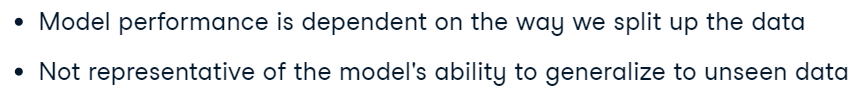 • Model performance is dependent on the way we split up the data
• Not representative of the model's ability to generalize to unseen data